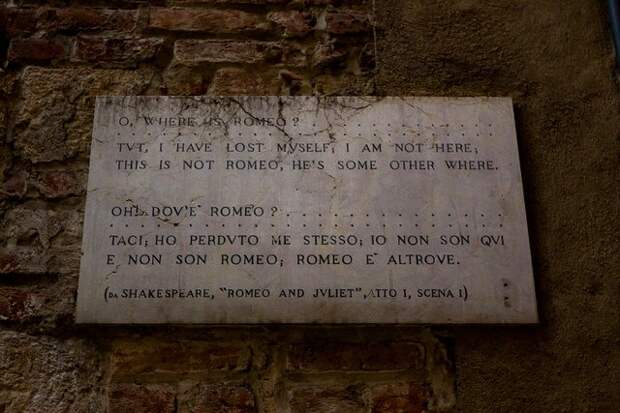 O, WHERE IS ROMEO? . . . . . . . . . . . . .
. . . . . . . . . . . . . . . . . . . . . . . . . . . .
TVT, I HAVE LOST MYSELF; I AM NOT HERE;
THIS IS NOT ROMEO, HE'S SOME OTHER WHERE.
OH! DOV'E' ROMEO? . . . . . . . . . . . . . .
. . . . . . . . . . . . . . . . . . . . . . . . . . . .
TACI; HO PERDVTO ME STESSO; IO NON SON QVI
E NON SON ROMEO; ROMEO E' ALTROVE.
(DA SHAKESPEARE, "ROMEO AND JVLIET", ATTO I, SCENA I)